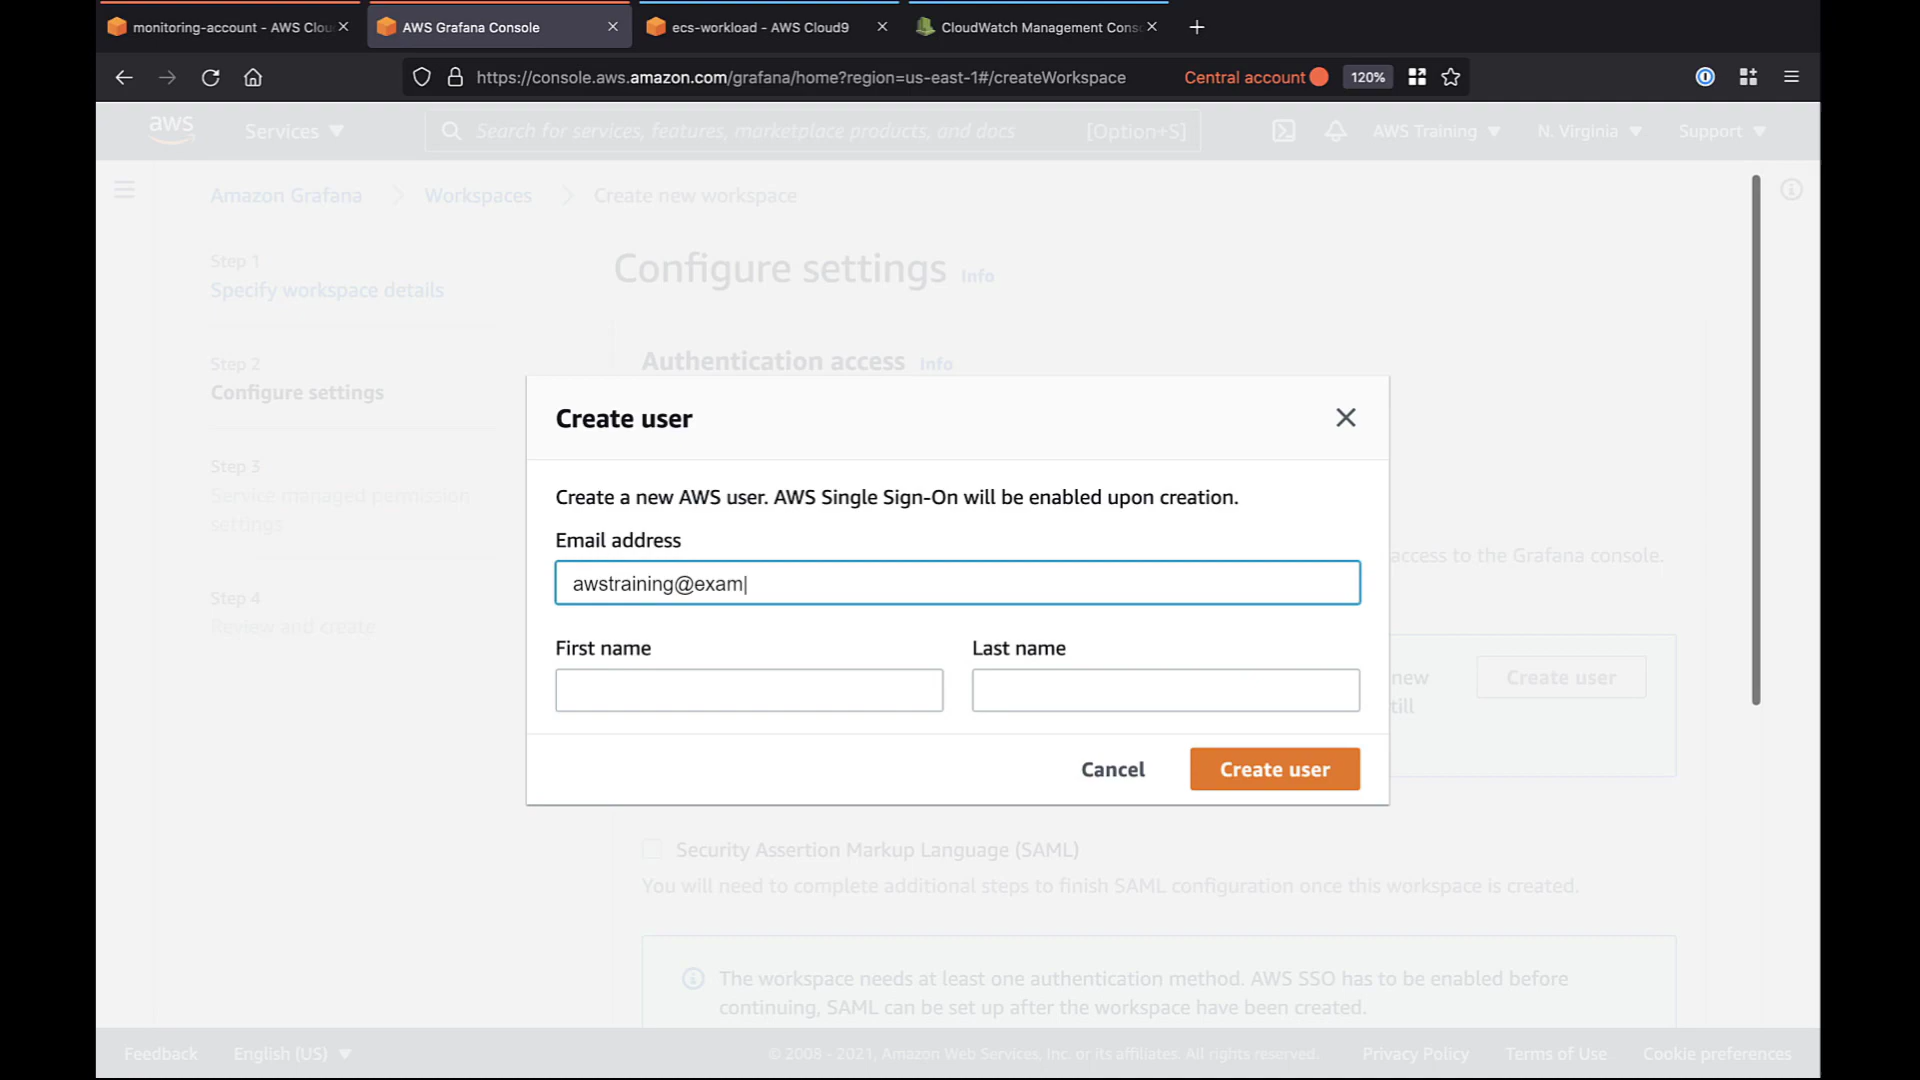 monitoring-account - AWS Clou
AWS Grafana Console
ecs-workload - AWS Cloud9
CloudWatch Management Conso
https://console.aws.amazon.com/grafana/home?region=us-east-1#/createWorkspace
Central account
120%
aws
Services
Search for services, features, marketplace products, and docs
[Option+S]
AWS Training
N. Virginia
Support
Amazon Grafana
Workspaces
Create new workspace
Step 1
Specify workspace details
Step 2
Configure settings
Step 3
Service managed permission
settings
Step 4
Review and create
Configure settings Info
Authentication access Info
access to the Grafana console.
new
till
Create user
Create user
Create a new AWS user. AWS Single Sign-On will be enabled upon creation.
Email address
awstraining@exam
First name
Last name
Cancel
Create user
Security Assertion Markup Language (SAML)
You will need to complete additional steps to finish SAML configuration once this workspace is created.
The workspace needs at least one authentication method. AWS SSO has to be enabled before
continuing, SAML can be set up after the workspace have been created.
Feedback
English (US)
© 2008 - 2021, Amazon Web Services, Inc. or its affiliates. All rights reserved.
Privacy Policy
Terms of Use
Cookie preferences